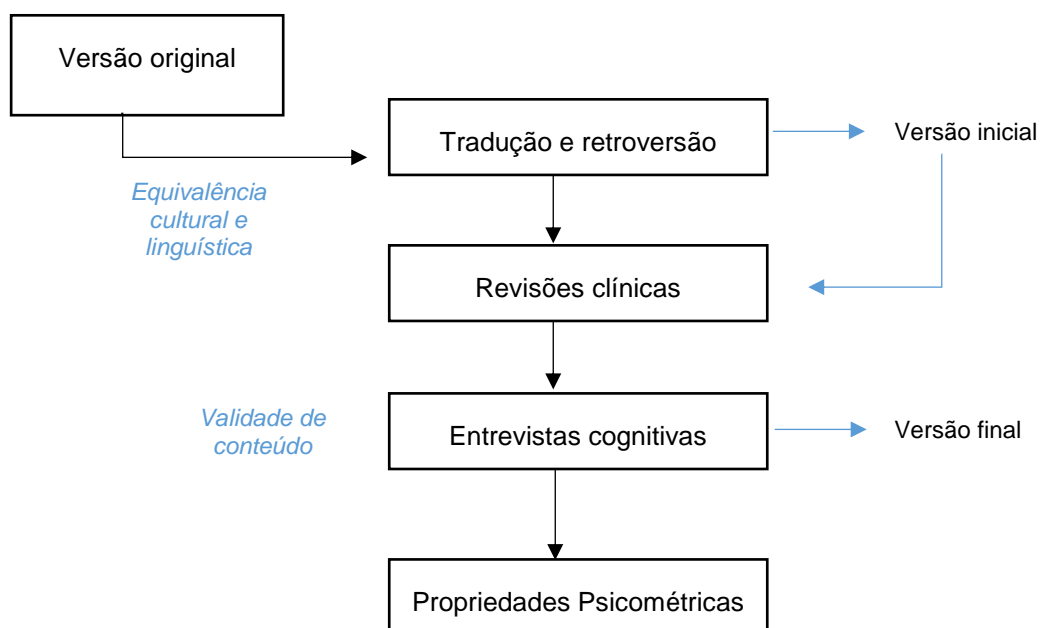 Versão original
Tradução e retroversão
Versão inicial
Equivalência
cultural e
linguística
Revisões clínicas
Validade de
conteúdo
Entrevistas cognitivas
Versão final
Propriedades Psicométricas